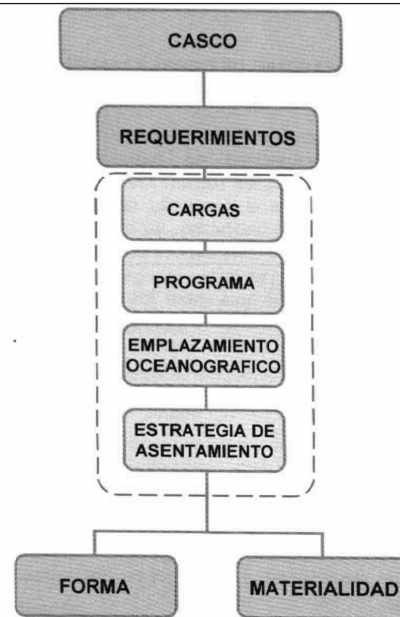 CASCO
REQUERIMIENTOS
CARGAS
PROGRAMA
EMPLAZAMIENTO
OCEANOGRAFICO
ESTRATEGIA DE
ASENTAMIENTO
FORMA
MATERIALIDAD